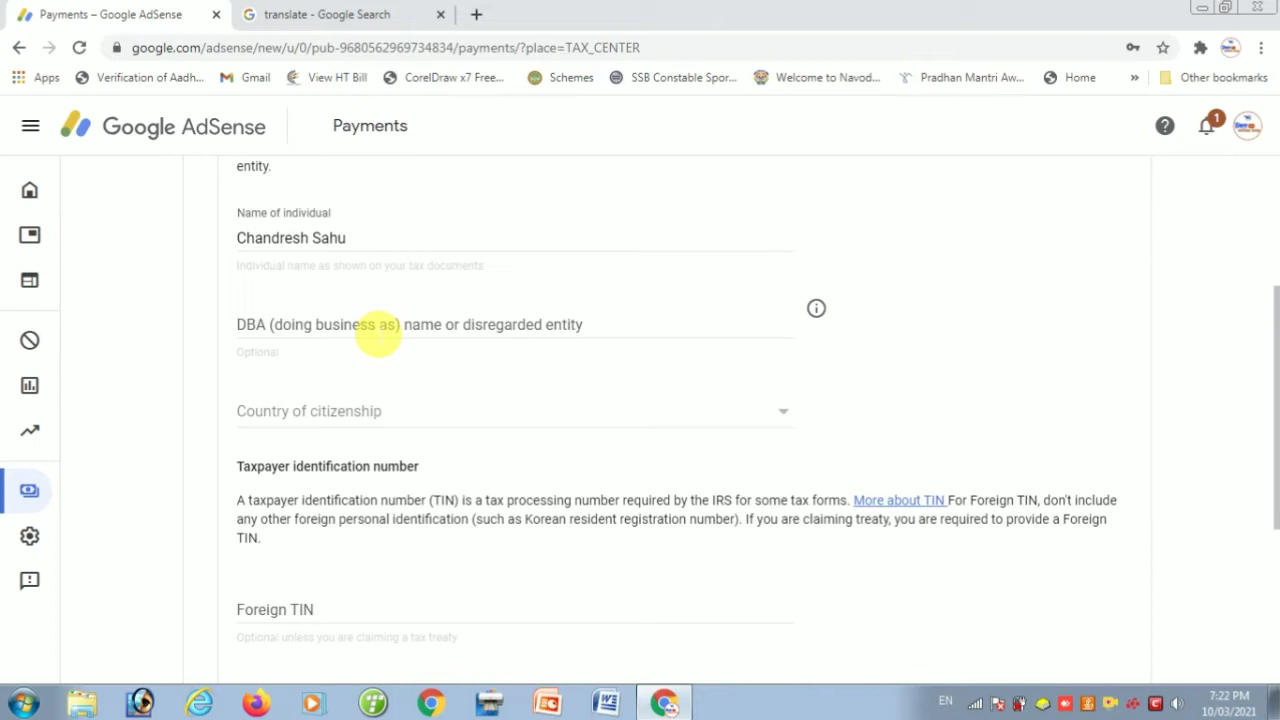 Payments – Google AdSense
translate - Google Search
google.com/adsense/new/u/0/pub-9680562969734834/payments/?place=TAX_CENTER
Apps Verification of Aadh... Gmail View HT Bill CorelDraw x7 Free... Schemes SSB Constable Spor... Welcome to Navod... Pradhan Mantri Aw... Home » Other bookmarks
Google AdSense Payments 1
entity.
Name of individual
Chandresh Sahu
Individual name as shown on your tax documents
DBA (doing business as) name or disregarded entity
Optional
Country of citizenship
Taxpayer identification number
A taxpayer identification number (TIN) is a tax processing number required by the IRS for some tax forms. More about TIN For Foreign TIN, don't include
any other foreign personal identification (such as Korean resident registration number). If you are claiming treaty, you are required to provide a Foreign
TIN.
Foreign TIN
Optional unless you are claiming a tax treaty
EN 7:22 PM
10/03/2021